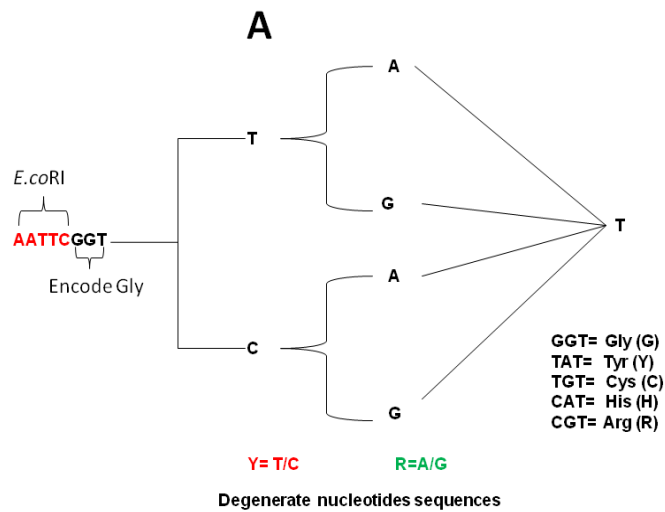 A
A
T
E.coRI
G
AATTCGGT
T
Encode Gly
A
C
GGT= Gly (G)
TAT= Tyr (Y)
TGT= Cys (C)
CAT= His (H)
CGT= Arg (R)
G
Y= T/C
R=A/G
Degenerate nucleotides sequences